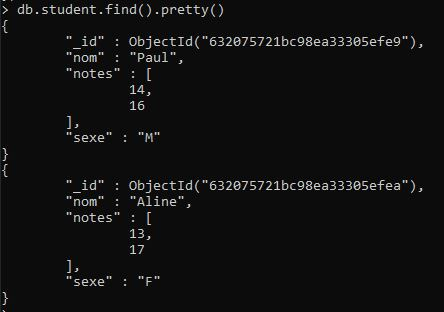 > db.student.find().pretty()
{
        "_id" : ObjectId("632075721bc98ea33305efe9"),
        "nom" : "Paul",
        "notes" : [
                14,
                16
        ],
        "sexe" : "M"
}
{
        "_id" : ObjectId("632075721bc98ea33305efea"),
        "nom" : "Aline",
        "notes" : [
                13,
                17
        ],
        "sexe" : "F"
}